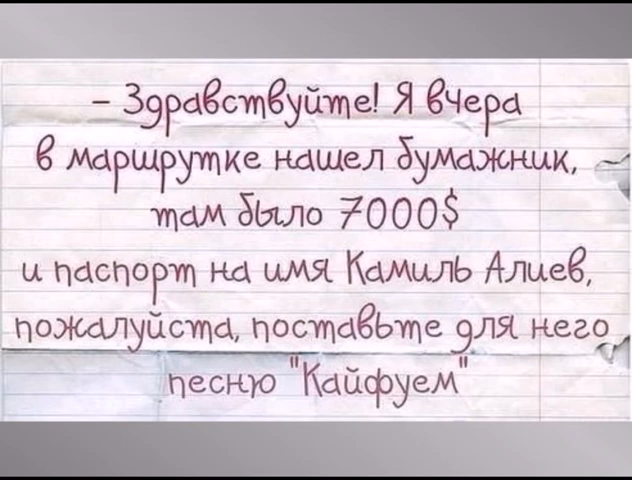 - Здравствуйте! Я вчера
в маршрутке нашел бумажник,
там было 7000$
и паспорт на имя Камиль Алиев,
пожалуйста, поставьте для него
песню "Кайфуем"